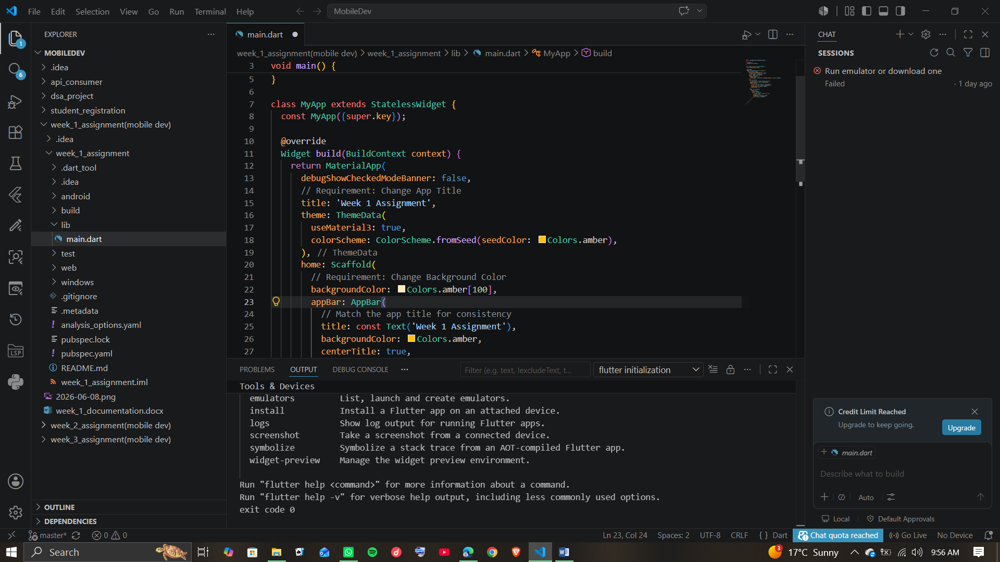 File Edit Selection View Go Run Terminal Help
MobileDev
EXPLORER
MOBILEDEV
.idea
api_consumer
dsa_project
student_registration
week_1_assignment(mobile dev)
.idea
week_1_assignment
.dart_tool
.idea
android
build
lib
main.dart
test
web
windows
.gitignore
.metadata
analysis_options.yaml
pubspec.lock
pubspec.yaml
README.md
week_1_assignment.iml
2026-06-08.png
week_1_documentation.docx
week_2_assignment(mobile dev)
week_3_assignment(mobile dev)
OUTLINE
DEPENDENCIES
1
6
LSP
main.dart
week_1_assignment(mobile dev) > week_1_assignment > lib > main.dart > MyApp > build
3 void main() {
5 }
6
7 class MyApp extends StatelessWidget {
8 const MyApp({super.key});
9
10 @override
11 Widget build(BuildContext context) {
12 return MaterialApp(
13 debugShowCheckedModeBanner: false,
14 // Requirement: Change App Title
15 title: 'Week 1 Assignment',
16 theme: ThemeData(
17 useMaterial3: true,
18 colorScheme: ColorScheme.fromSeed(seedColor: Colors.amber),
19 ), // ThemeData
20 home: Scaffold(
21 // Requirement: Change Background Color
22 backgroundColor: Colors.amber[100],
23 appBar: AppBar(
24 // Match the app title for consistency
25 title: const Text('Week 1 Assignment'),
26 backgroundColor: Colors.amber,
27 centerTitle: true,
PROBLEMS OUTPUT DEBUG CONSOLE
Filter (e.g. text, !excludeText, t...
flutter initialization
Tools & Devices
emulators List, launch and create emulators.
install Install a Flutter app on an attached device.
logs Show log output for running Flutter apps.
screenshot Take a screenshot from a connected device.
symbolize Symbolize a stack trace from an AOT-compiled Flutter app.
widget-preview Manage the widget preview environment.
Run "flutter help <command>" for more information about a command.
Run "flutter help -v" for verbose help output, including less commonly used options.
exit code 0
CHAT
SESSIONS
Run emulator or download one
Failed · 1 day ago
Credit Limit Reached
Upgrade to keep going.
Upgrade
main.dart
Describe what to build
Auto
Local Default Approvals
master* 0 0
Ln 23, Col 24 Spaces: 2 UTF-8 CRLF { } Dart Chat quota reached Go Live No Device
Search
3 17°C Sunny 9:56 AM